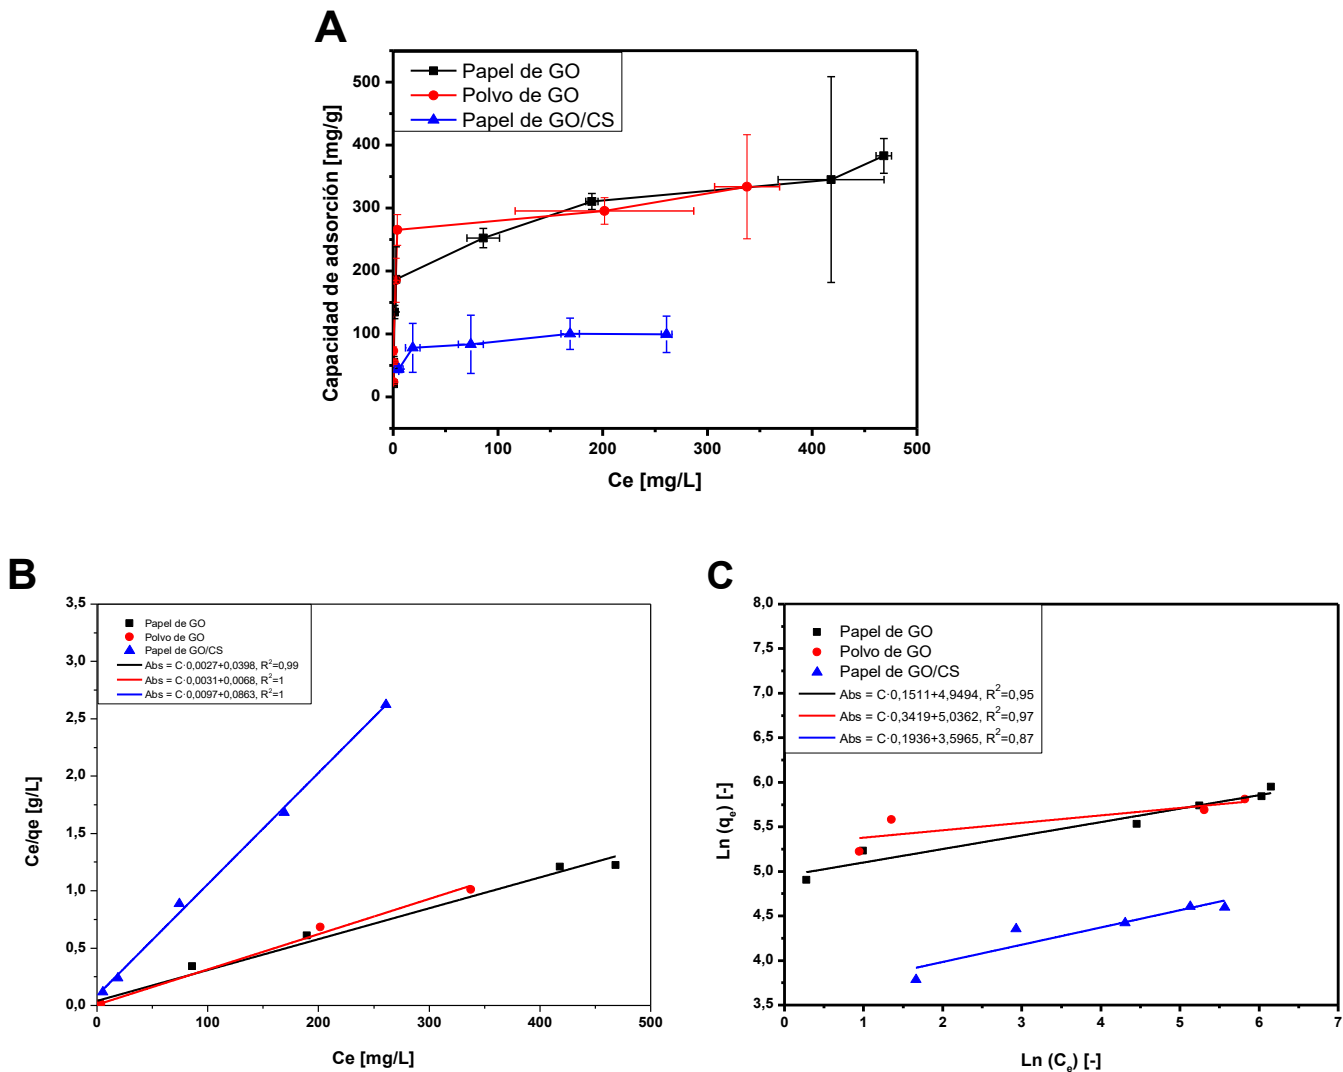 A
Capacidad de adsorción [mg/g]
500
400
300
200
100
0
Papel de GO
Polvo de GO
Papel de GO/CS
0 100 200 300 400 500
Ce [mg/L]
B
Ce/qe [g/L]
3,5
3,0
2,5
2,0
1,5
1,0
0,5
0,0
Papel de GO
Polvo de GO
Papel de GO/CS
Abs = C·0,0027+0,0398, R²=0,99
Abs = C·0,0031+0,0068, R²=1
Abs = C·0,0097+0,0863, R²=1
0 100 200 300 400 500
Ce [mg/L]
C
Ln (qₑ) [-]
8,0
7,5
7,0
6,5
6,0
5,5
5,0
4,5
4,0
3,5
Papel de GO
Polvo de GO
Papel de GO/CS
Abs = C·0,1511+4,9494, R²=0,95
Abs = C·0,3419+5,0362, R²=0,97
Abs = C·0,1936+3,5965, R²=0,87
0 1 2 3 4 5 6 7
Ln (Cₑ) [-]